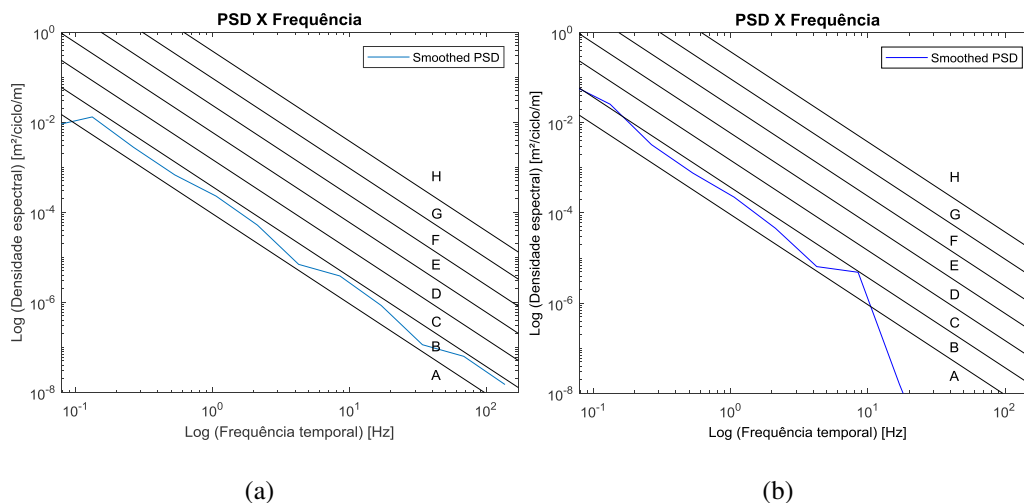 PSD X Frequência
Smoothed PSD
10^0
10^-2
10^-4
10^-6
10^-8
Log (Densidade espectral) [m²/ciclo/m]
H
G
F
E
D
C
B
A
10^-1
10^0
10^1
10^2
Log (Frequência temporal) [Hz]
(a)
PSD X Frequência
Smoothed PSD
10^0
10^-2
10^-4
10^-6
10^-8
Log (Densidade espectral) [m²/ciclo/m]
H
G
F
E
D
C
B
A
10^-1
10^0
10^1
10^2
Log (Frequência temporal) [Hz]
(b)